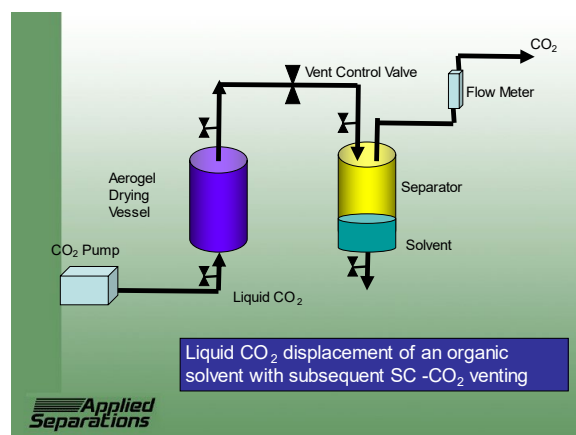 CO₂
Vent Control Valve
Flow Meter
Aerogel
Drying
Vessel
Separator
CO₂ Pump
Solvent
Liquid CO₂
Liquid CO₂ displacement of an organic
solvent with subsequent SC -CO₂ venting
Applied
Separations